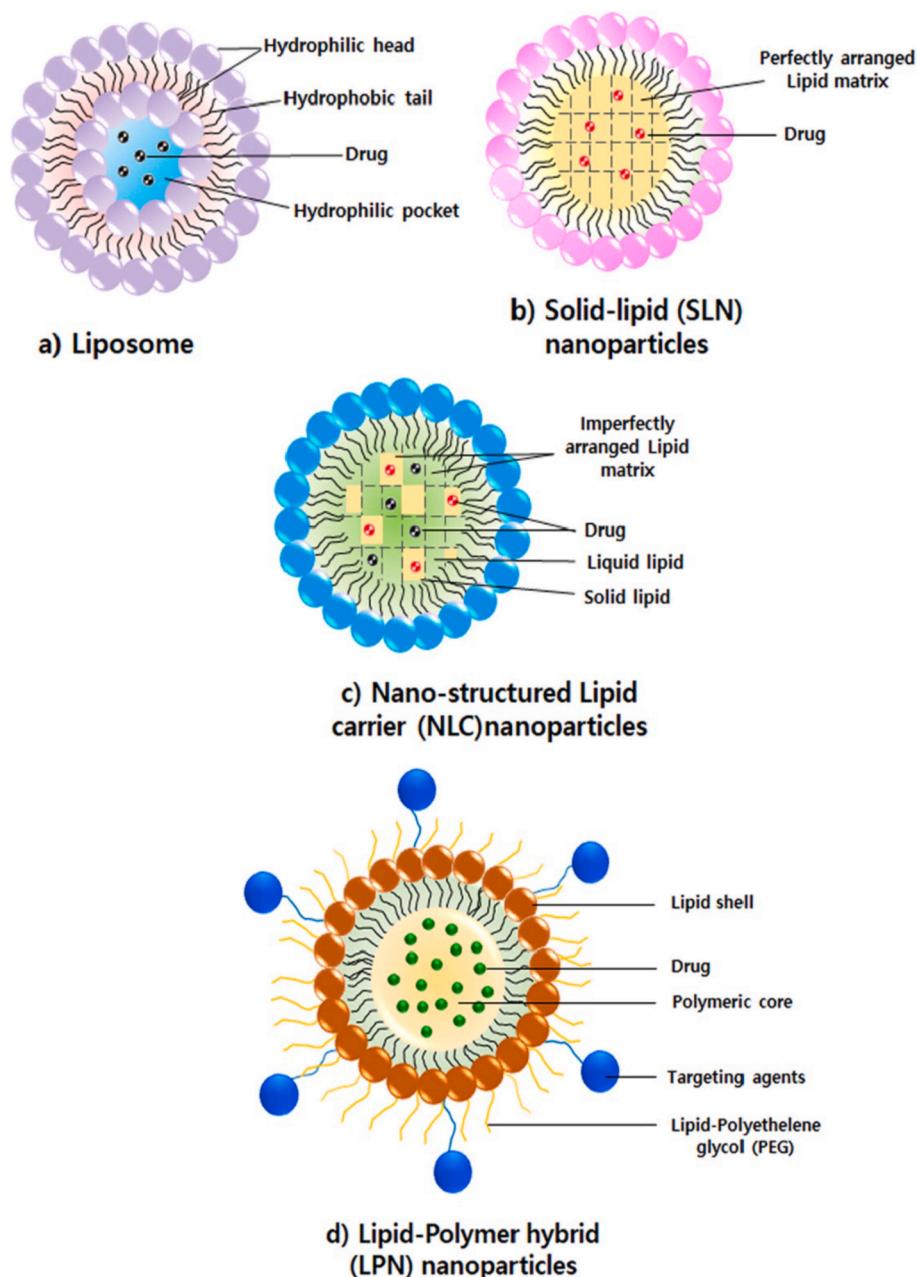 Hydrophilic head
Hydrophobic tail
Drug
Hydrophilic pocket
a) Liposome
Perfectly arranged
Lipid matrix
Drug
b) Solid-lipid (SLN)
nanoparticles
Imperfectly
arranged Lipid
matrix
Drug
Liquid lipid
Solid lipid
c) Nano-structured Lipid
carrier (NLC)nanoparticles
Lipid shell
Drug
Polymeric core
Targeting agents
Lipid-Polyethelene
glycol (PEG)
d) Lipid-Polymer hybrid
(LPN) nanoparticles